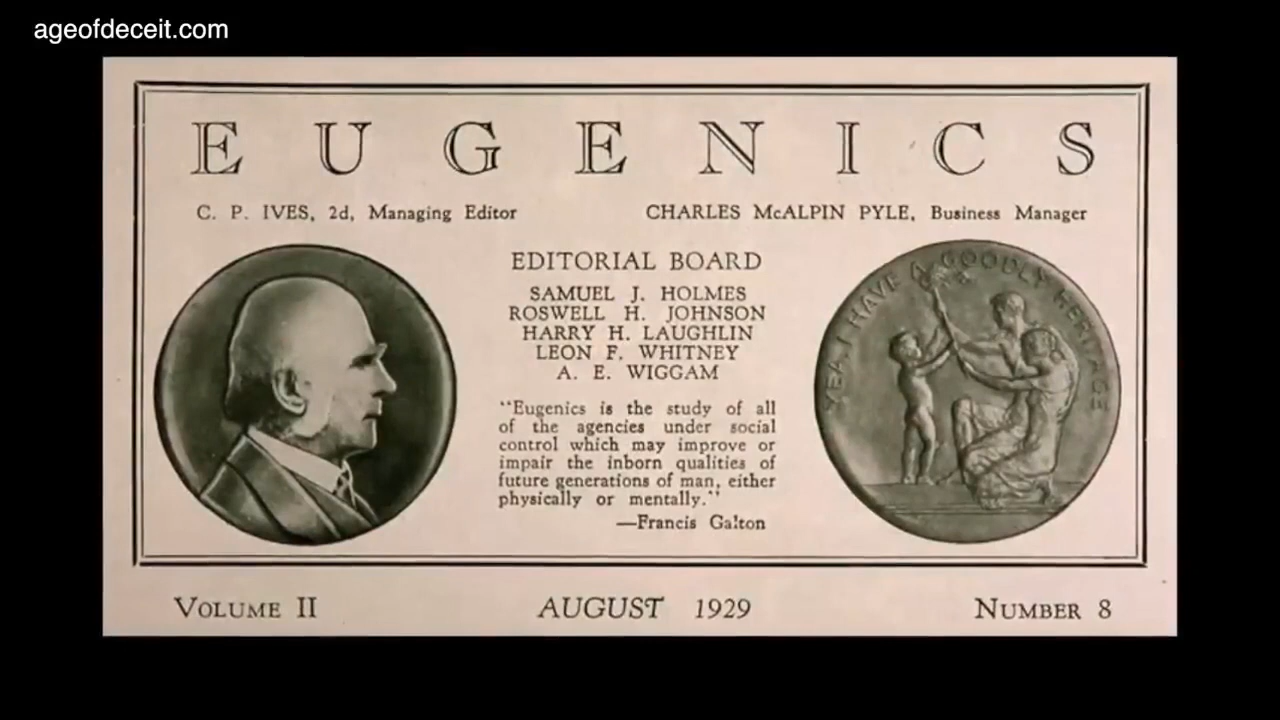 ageofdeceit.com
EUGENICS
C. P. IVES, 2d, Managing Editor
CHARLES McALPIN PYLE, Business Manager
EDITORIAL BOARD
SAMUEL J. HOLMES
ROSWELL H. JOHNSON
HARRY H. LAUGHLIN
LEON F. WHITNEY
A. E. WIGGAM
"Eugenics is the study of all
of the agencies under social
control which may improve or
impair the inborn qualities of
future generations of man, either
physically or mentally."
—Francis Galton
YEA, I HAVE A GOODLY HERITAGE
VOLUME II
AUGUST 1929
NUMBER 8